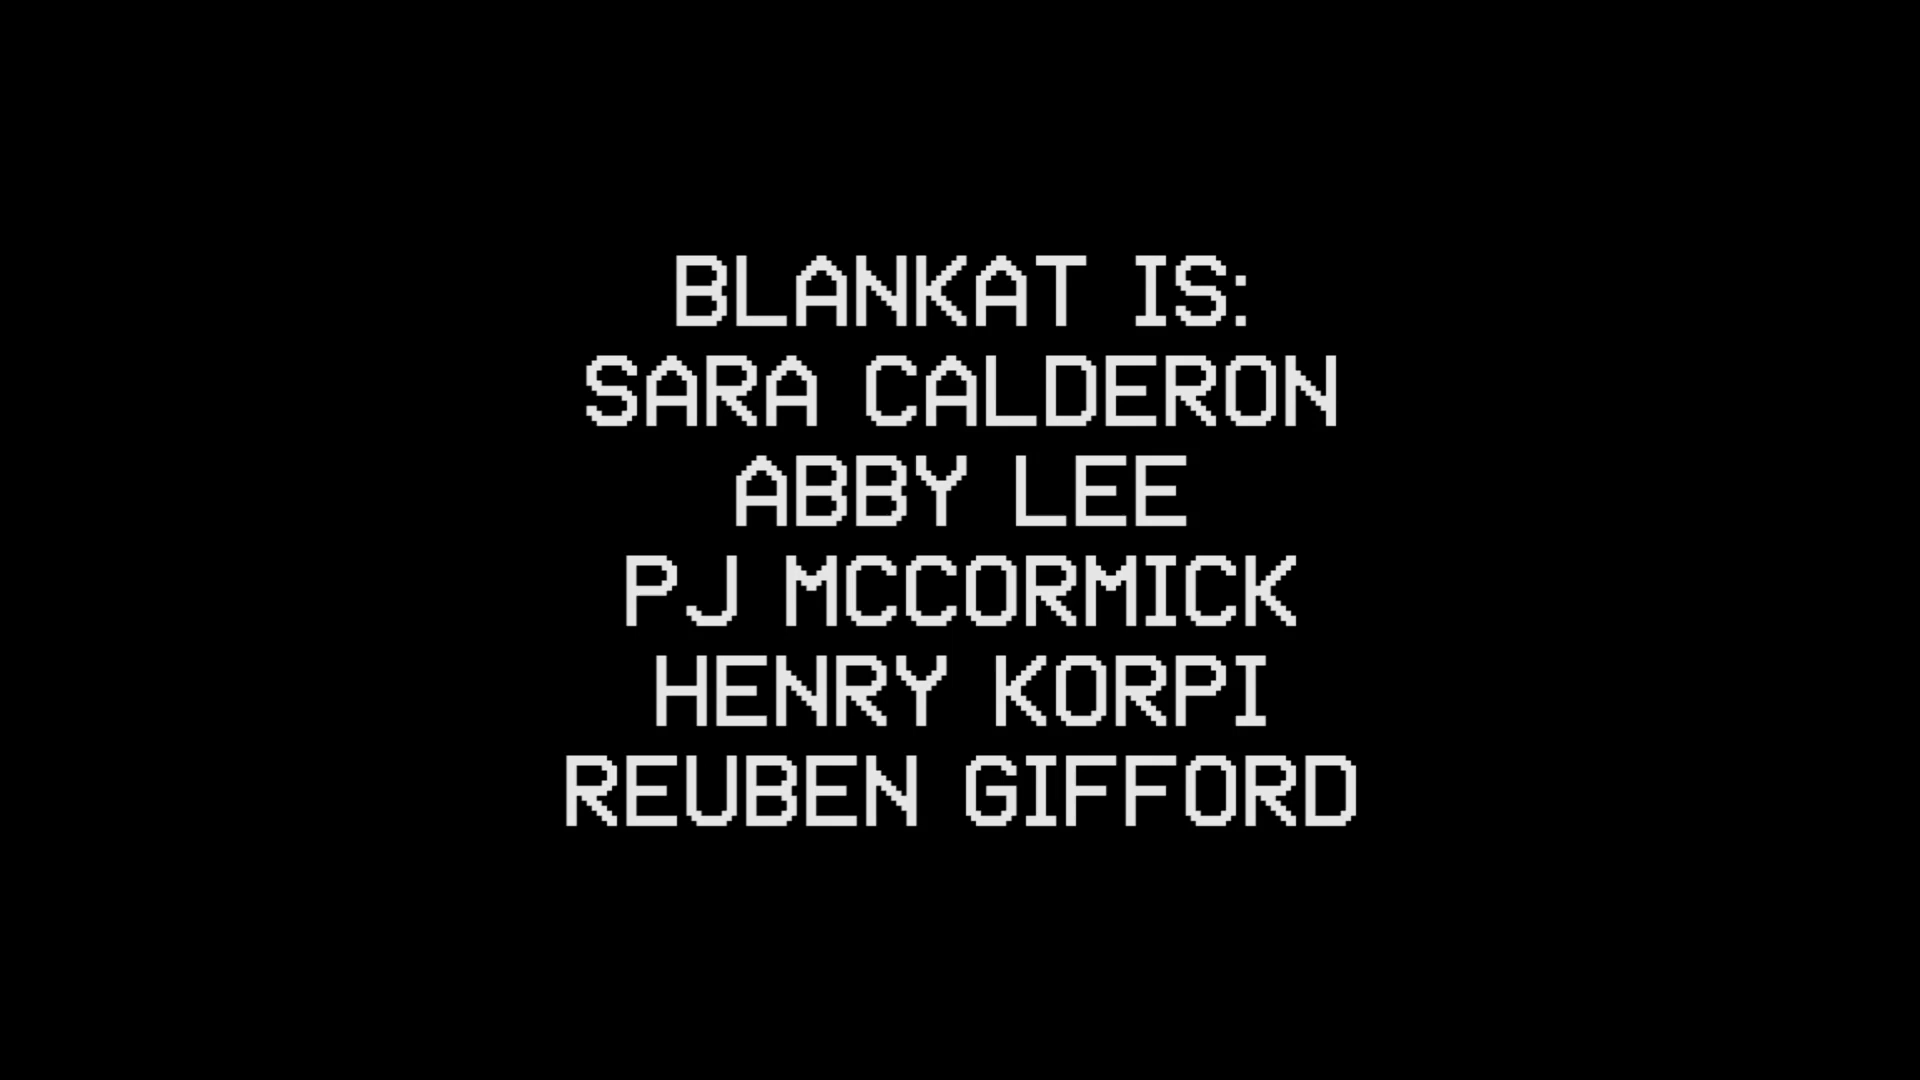 BLANKAT IS:
SARA CALDERON
ABBY LEE
PJ MCCORMICK
HENRY KORPI
REUBEN GIFFORD